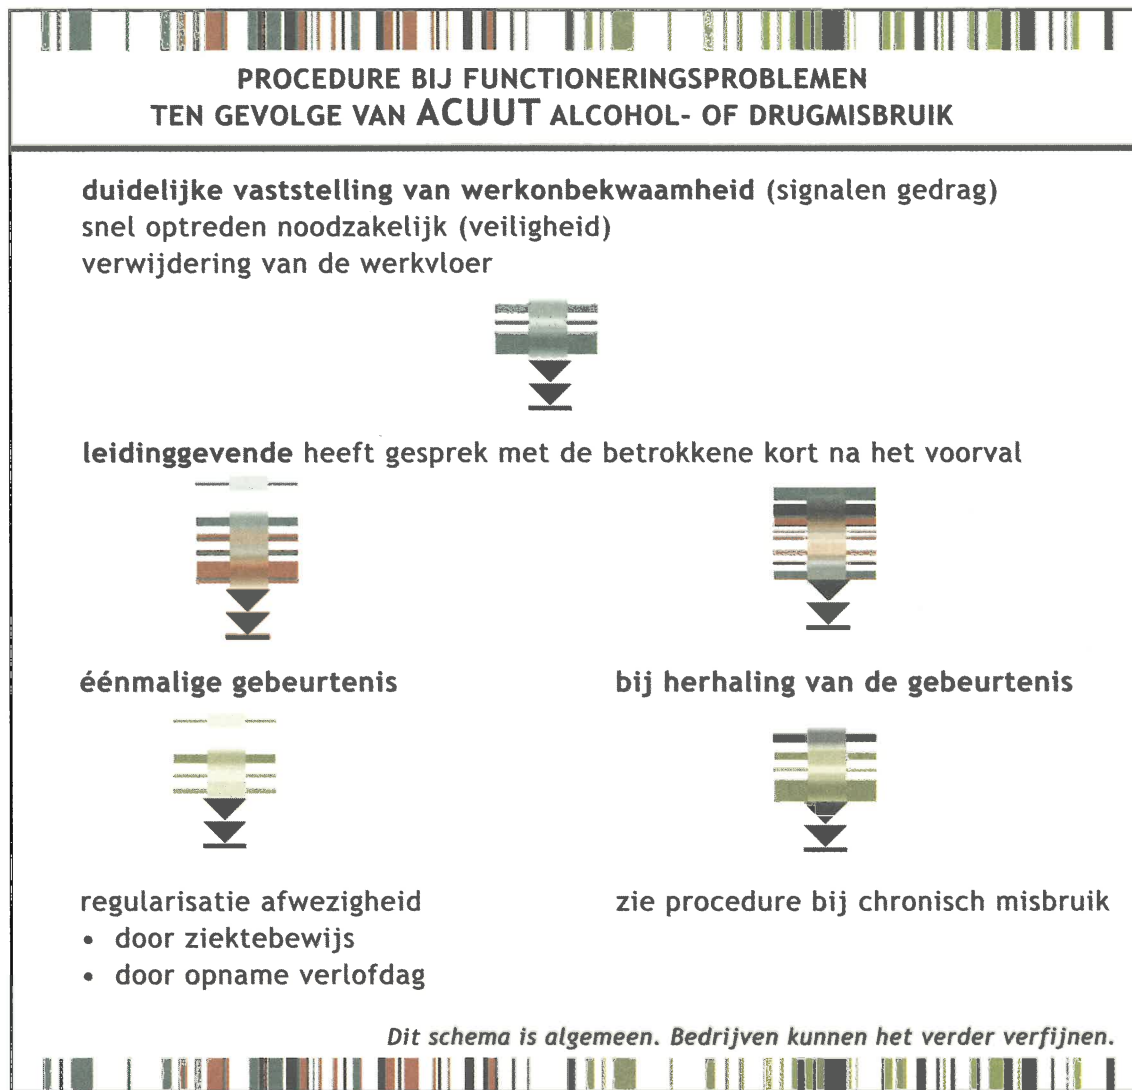 PROCEDURE BIJ FUNCTIONERINGSPROBLEMEN
TEN GEVOLGE VAN ACUUT ALCOHOL- OF DRUGMISBRUIK
duidelijke vaststelling van werkonbekwaamheid (signalen gedrag)
snel optreden noodzakelijk (veiligheid)
verwijdering van de werkvloer
leidinggevende heeft gesprek met de betrokkene kort na het voorval
éénmalige gebeurtenis
bij herhaling van de gebeurtenis
regularisatie afwezigheid
• door ziektebewijs
• door opname verlofdag
zie procedure bij chronisch misbruik
Dit schema is algemeen. Bedrijven kunnen het verder verfijnen.